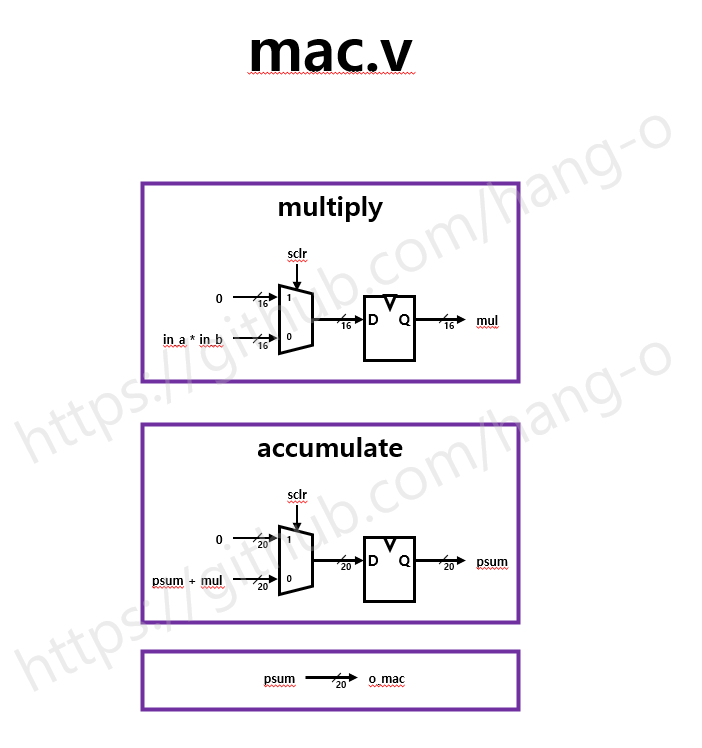 mac.v
multiply
sclr
0
16
1
in_a * in_b
16
0
16
D Q
16
mul
accumulate
sclr
0
20
1
psum + mul
20
0
20
D Q
20
psum
psum
20
o_mac
https://github.com/hang-o
https://github.com/hang-o